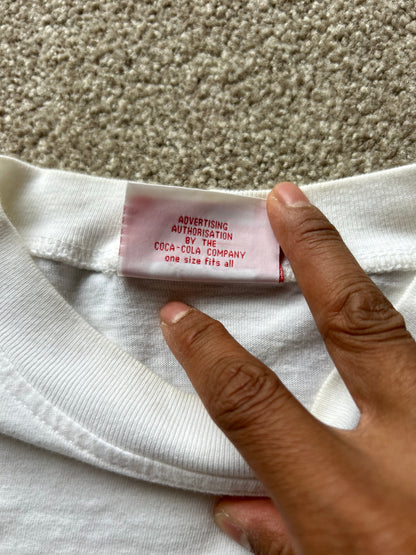 ADVERTISING
AUTHORISATION
BY THE
COCA-COLA COMPANY
one size fits all